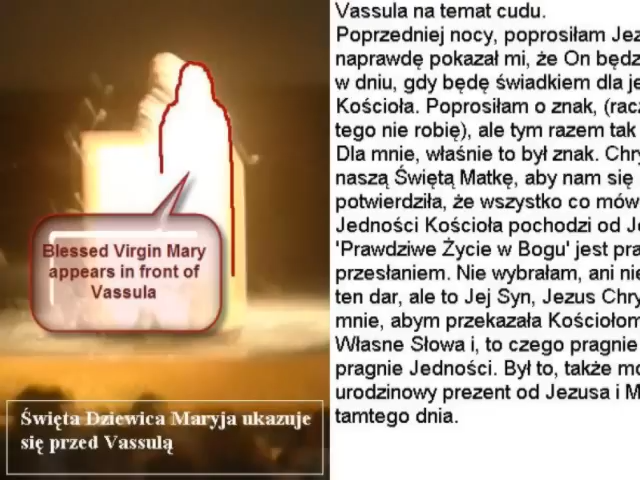 Vassula na temat cudu.
Poprzedniej nocy, poprosiłam Jez
naprawdę pokazał mi, że On będz
w dniu, gdy będę świadkiem dla je
Kościoła. Poprosiłam o znak, (racz
tego nie robię), ale tym razem tak
Dla mnie, właśnie to był znak. Chry
naszą Świętą Matkę, aby nam się
potwierdziła, że wszystko co mów
Jedności Kościoła pochodzi od Je
'Prawdziwe Życie w Bogu' jest pra
przesłaniem. Nie wybrałam, ani nie
ten dar, ale to Jej Syn, Jezus Chry
mnie, abym przekazała Kościołom
Własne Słowa i, to czego pragnie
pragnie Jedności. Był to, także mo
urodzinowy prezent od Jezusa i M
tamtego dnia.
Blessed Virgin Mary
appears in front of
Vassula
Święta Dziewica Maryja ukazuje
się przed Vassulą